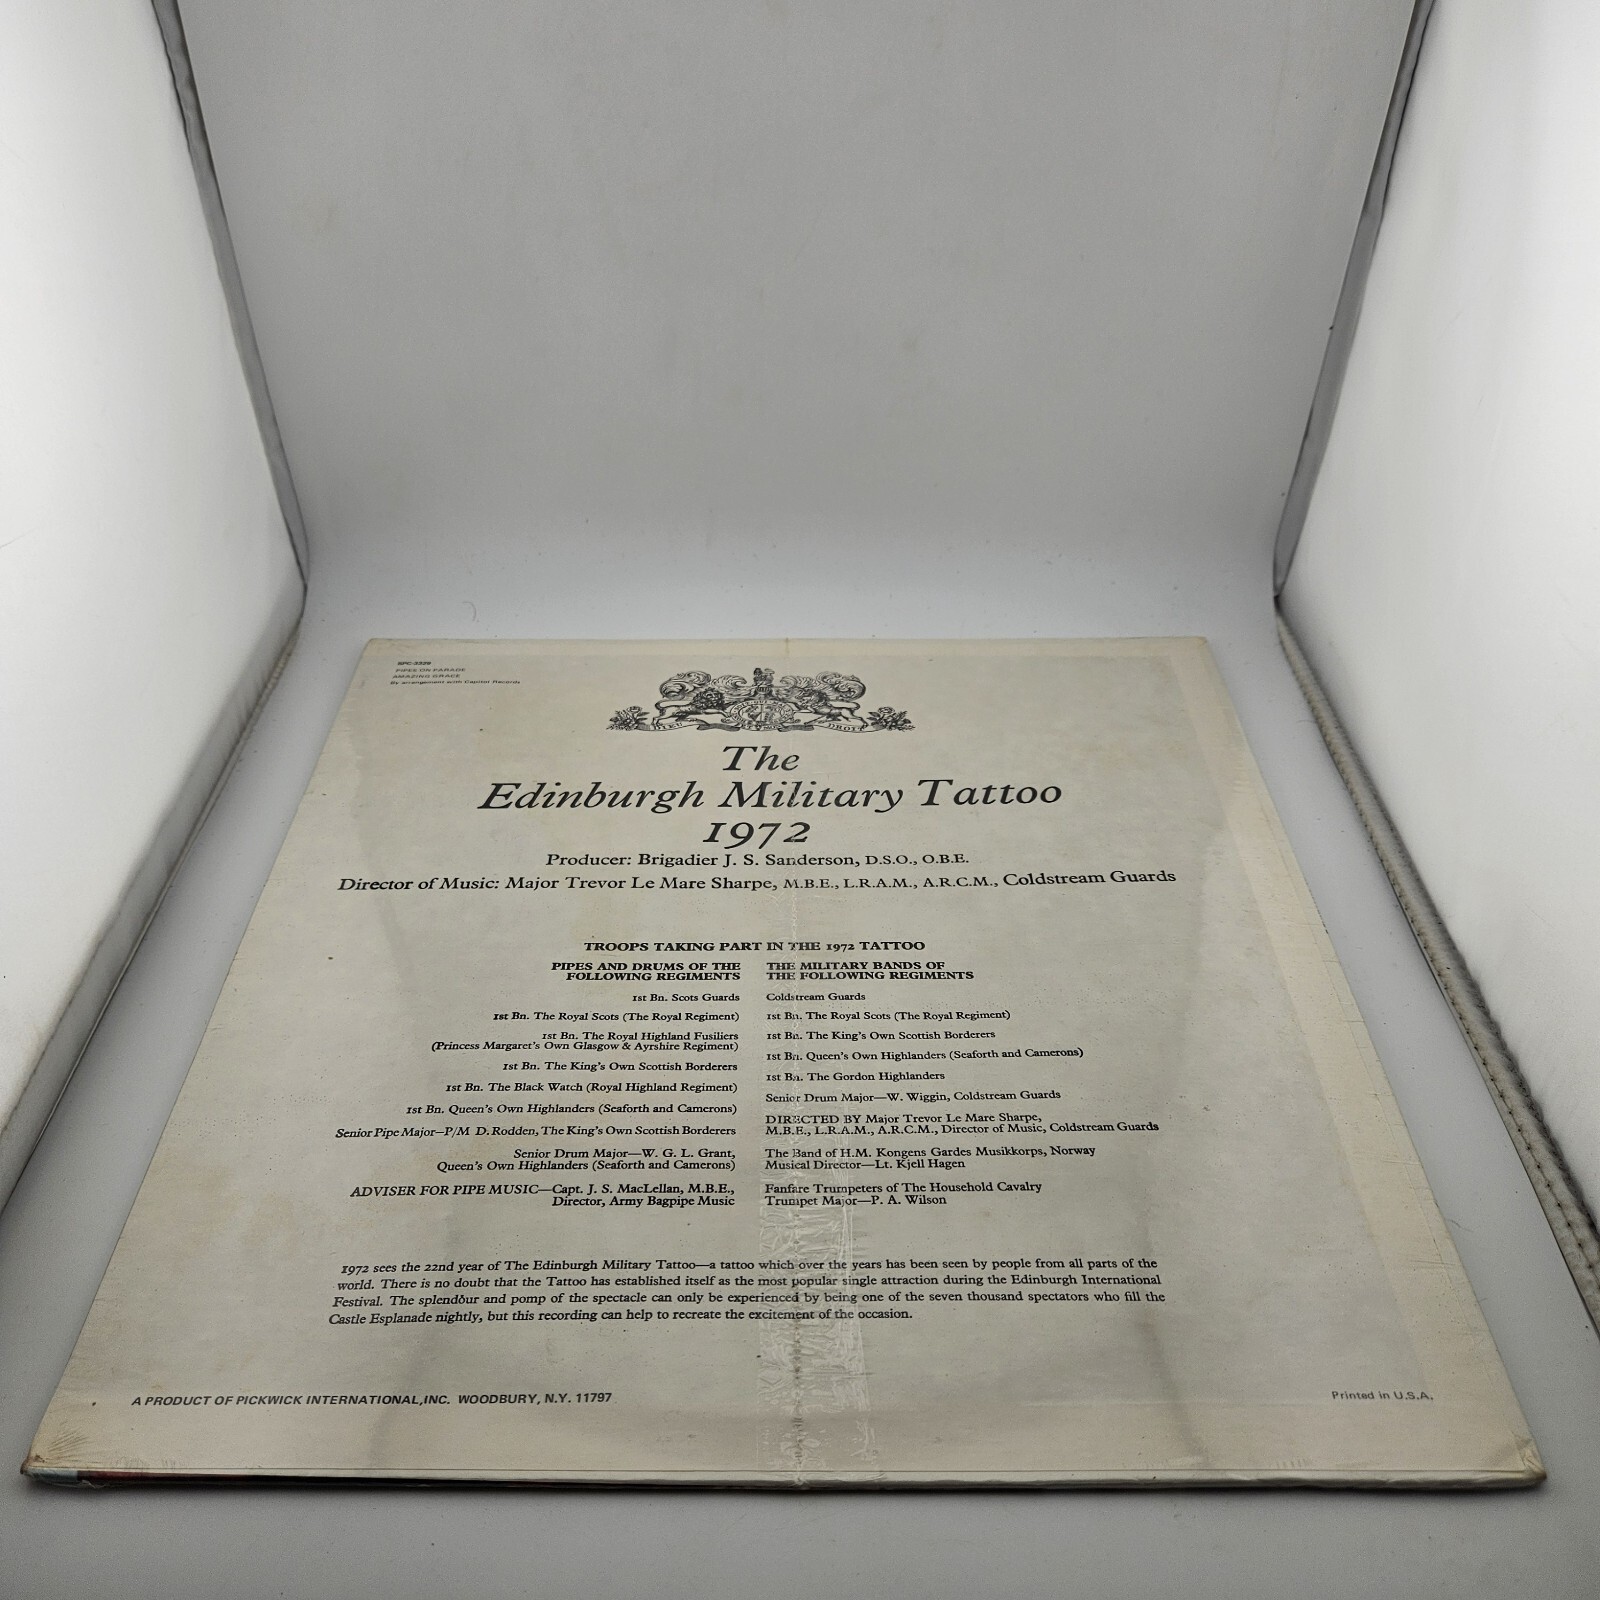 SPC-3339
PIPES ON PARADE
AMAZING GRACE
By arrangement with Capitol Records
DIEU DROIT
The
Edinburgh Military Tattoo
1972
Producer: Brigadier J. S. Sanderson, D.S.O., O.B.E.
Director of Music: Major Trevor Le Mare Sharpe, M.B.E., L.R.A.M., A.R.C.M., Coldstream Guards
TROOPS TAKING PART IN THE 1972 TATTOO
PIPES AND DRUMS OF THE
FOLLOWING REGIMENTS
1st Bn. Scots Guards
1st Bn. The Royal Scots (The Royal Regiment)
1st Bn. The Royal Highland Fusiliers
(Princess Margaret's Own Glasgow & Ayrshire Regiment)
1st Bn. The King's Own Scottish Borderers
1st Bn. The Black Watch (Royal Highland Regiment)
1st Bn. Queen's Own Highlanders (Seaforth and Camerons)
Senior Pipe Major—P/M D. Rodden, The King's Own Scottish Borderers
Senior Drum Major—W. G. L. Grant,
Queen's Own Highlanders (Seaforth and Camerons)
ADVISER FOR PIPE MUSIC—Capt. J. S. MacLellan, M.B.E.,
Director, Army Bagpipe Music
THE MILITARY BANDS OF
THE FOLLOWING REGIMENTS
Coldstream Guards
1st Bn. The Royal Scots (The Royal Regiment)
1st Bn. The King's Own Scottish Borderers
1st Bn. Queen's Own Highlanders (Seaforth and Camerons)
1st Bn. The Gordon Highlanders
Senior Drum Major—W. Wiggin, Coldstream Guards
DIRECTED BY Major Trevor Le Mare Sharpe,
M.B.E., L.R.A.M., A.R.C.M., Director of Music, Coldstream Guards
The Band of H.M. Kongens Gardes Musikkorps, Norway
Musical Director—Lt. Kjell Hagen
Fanfare Trumpeters of The Household Cavalry
Trumpet Major—P. A. Wilson
1972 sees the 22nd year of The Edinburgh Military Tattoo—a tattoo which over the years has been seen by people from all parts of the
world. There is no doubt that the Tattoo has established itself as the most popular single attraction during the Edinburgh International
Festival. The splendour and pomp of the spectacle can only be experienced by being one of the seven thousand spectators who fill the
Castle Esplanade nightly, but this recording can help to recreate the excitement of the occasion.
A PRODUCT OF PICKWICK INTERNATIONAL, INC. WOODBURY, N.Y. 11797
Printed in U.S.A.